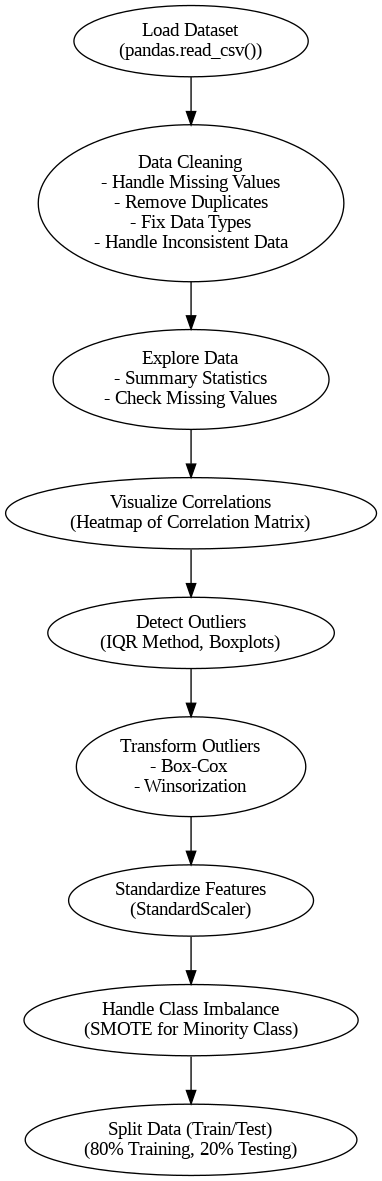 Load Dataset
(pandas.read_csv())
Data Cleaning
- Handle Missing Values
- Remove Duplicates
- Fix Data Types
- Handle Inconsistent Data
Explore Data
- Summary Statistics
- Check Missing Values
Visualize Correlations
(Heatmap of Correlation Matrix)
Detect Outliers
(IQR Method, Boxplots)
Transform Outliers
- Box-Cox
- Winsorization
Standardize Features
(StandardScaler)
Handle Class Imbalance
(SMOTE for Minority Class)
Split Data (Train/Test)
(80% Training, 20% Testing)